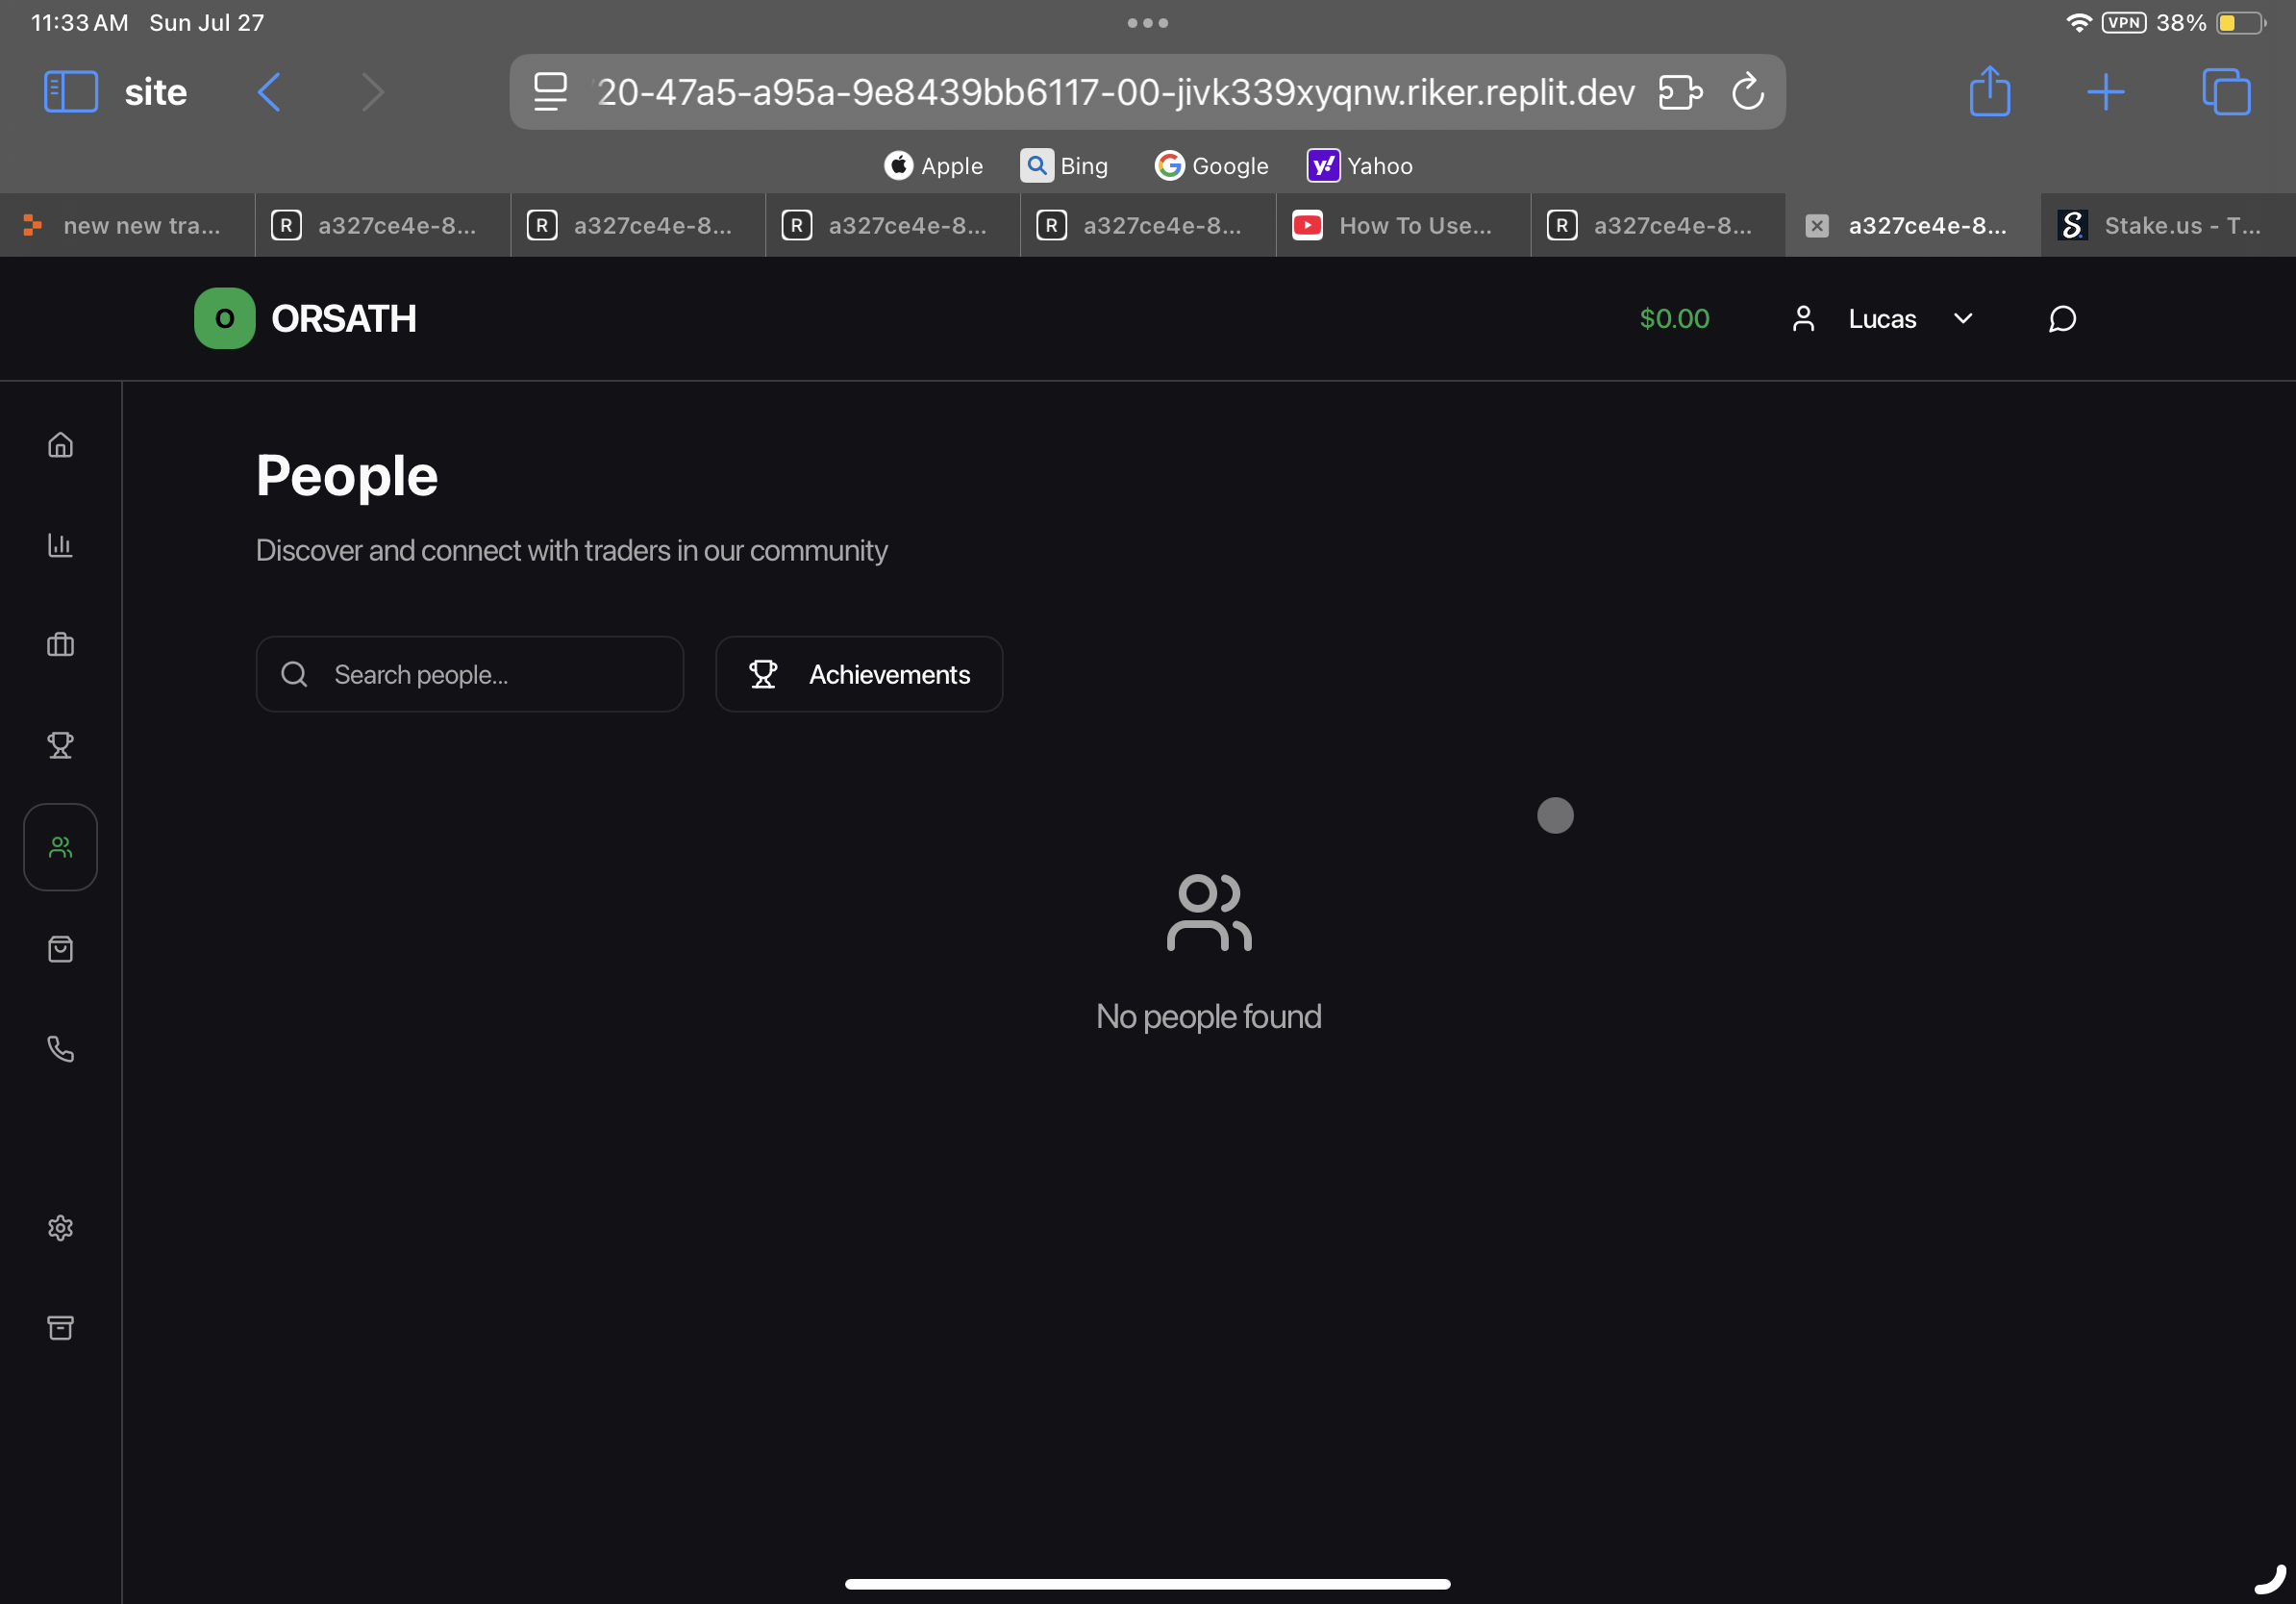 11:33 AM Sun Jul 27
VPN 38%
site
20-47a5-a95a-9e8439bb6117-00-jivk339xyqnw.riker.replit.dev
Apple Bing Google y! Yahoo
new new tra...
R a327ce4e-8...
R a327ce4e-8...
R a327ce4e-8...
R a327ce4e-8...
How To Use...
R a327ce4e-8...
a327ce4e-8...
S Stake.us - T...
O ORSATH
$0.00 Lucas
People
Discover and connect with traders in our community
Search people...
Achievements
No people found